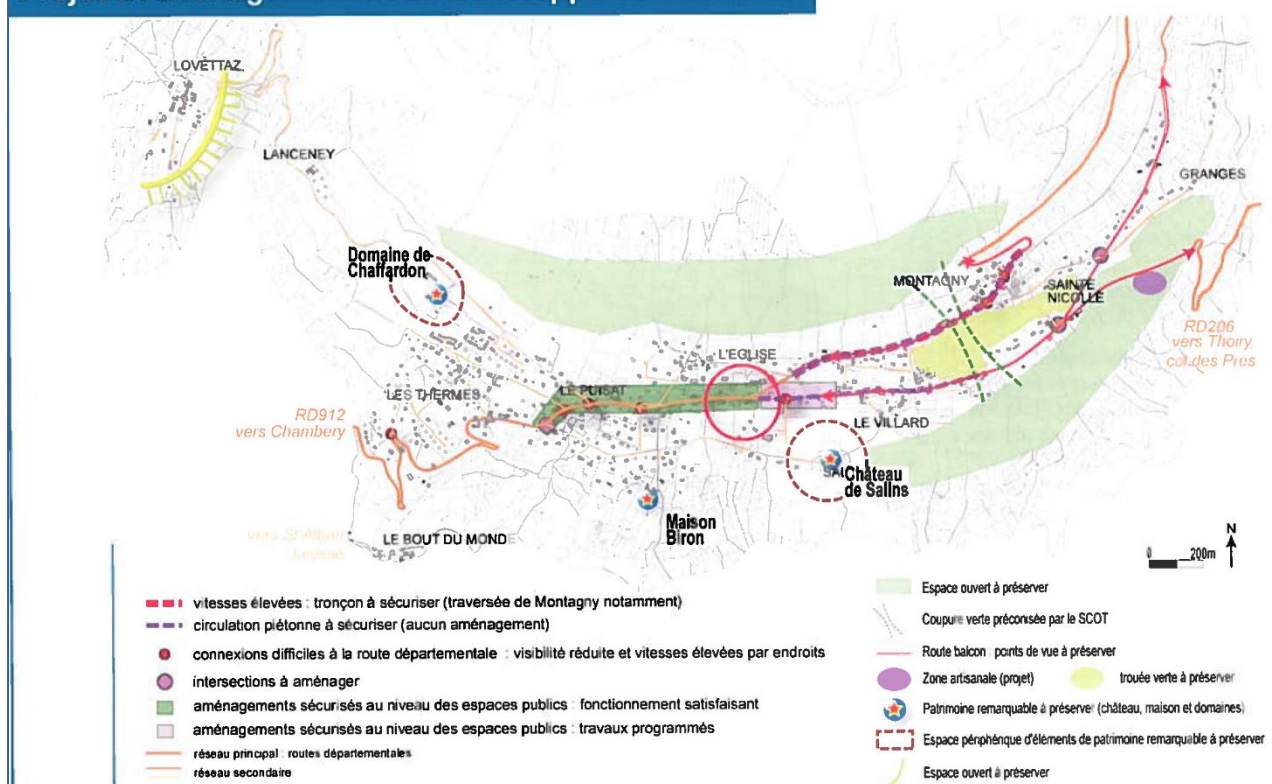 LOVETTAZ
LANCENEY
GRANGES
Domaine de
Chaffardon
MONTAGNY
SAINTE
NICOLLE
RD206
vers Thoiry
col des Pres
L'EGLISE
LE PUISAT
LES THERMES
RD912
vers Chambery
LE VILLARD
Château
de Salins
Maison
Biron
LE BOUT DU MONDE
vers St Alban
Leysse
N
0 200m
vitesses élevées : tronçon à sécuriser (traversée de Montagny notamment)
circulation piétonne à sécuriser (aucun aménagement)
connexions difficiles à la route départementale : visibilité réduite et vitesses élevées par endroits
intersections à aménager
aménagements sécurisés au niveau des espaces publics : fonctionnement satisfaisant
aménagements sécurisés au niveau des espaces publics : travaux programmés
réseau principal : routes départementales
réseau secondaire
Espace ouvert à préserver
Coupure verte préconisée par le SCOT
Route balcon : points de vue à préserver
Zone artisanale (projet) trouée verte à préserver
Patrimoine remarquable à préserver (château, maison et domaines)
Espace périphérique d'éléments de patrimoine remarquable à préserver
Espace ouvert à préserver